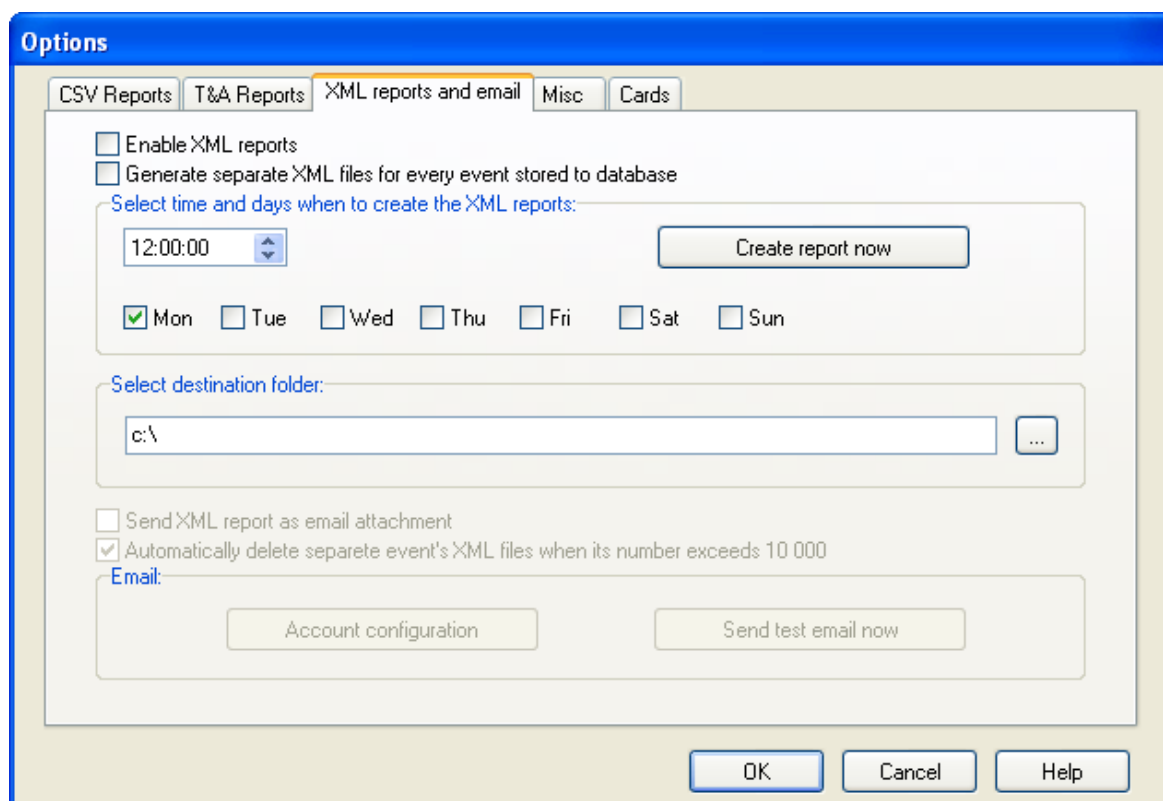 Options
CSV Reports T&A Reports XML reports and email Misc Cards
Enable XML reports
Generate separate XML files for every event stored to database
Select time and days when to create the XML reports:
12:00:00 Create report now
Mon Tue Wed Thu Fri Sat Sun
Select destination folder:
c:\ ...
Send XML report as email attachment
Automatically delete separete event's XML files when its number exceeds 10 000
Email:
Account configuration Send test email now
OK Cancel Help